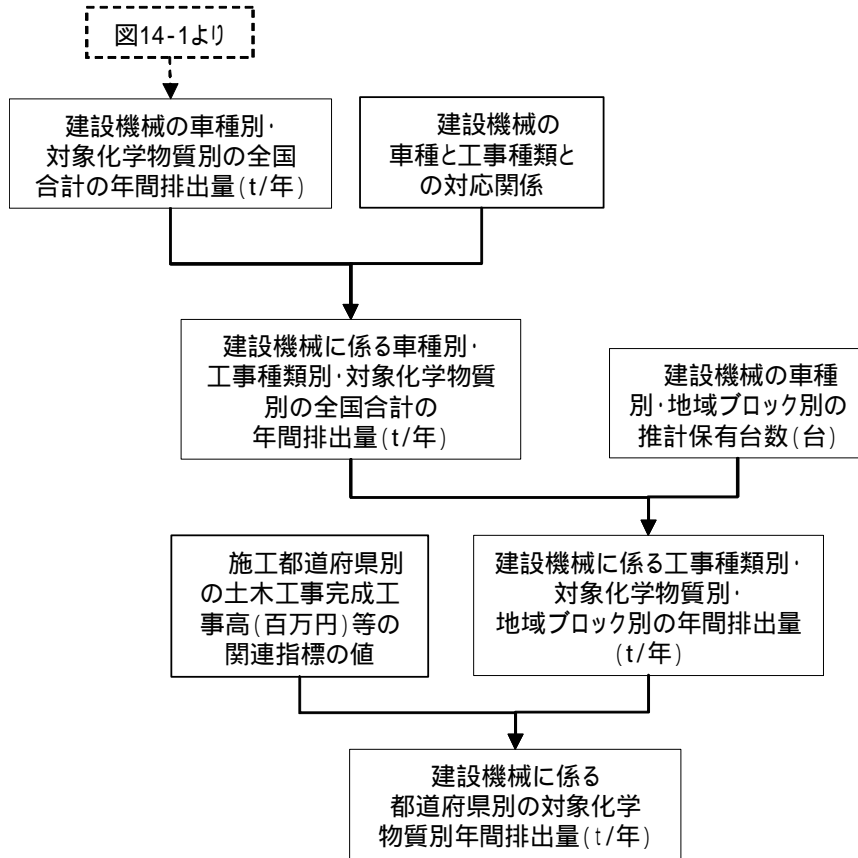 図14-1より
建設機械の車種別・
対象化学物質別の全国
合計の年間排出量(t/年)
建設機械の
車種と工事種類と
の対応関係
建設機械に係る車種別・
工事種類別・対象化学物質
別の全国合計の
年間排出量(t/年)
建設機械の車種
別・地域ブロック別の
推計保有台数(台)
施工都道府県別
の土木工事完成工
事高(百万円)等の
関連指標の値
建設機械に係る工事種類別・
対象化学物質別・
地域ブロック別の年間排出量
(t/年)
建設機械に係る
都道府県別の対象化学
物質別年間排出量(t/年)